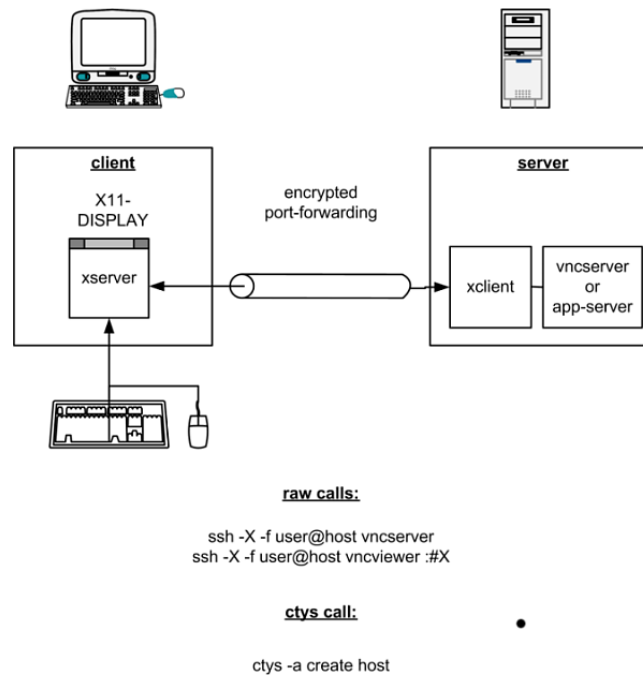 client
server
X11-
DISPLAY
encrypted
port-forwarding
xserver
xclient
vncserver
or
app-server
raw calls:
ssh -X -f user@host vncserver
ssh -X -f user@host vncviewer :#X
ctys call:
ctys -a create host